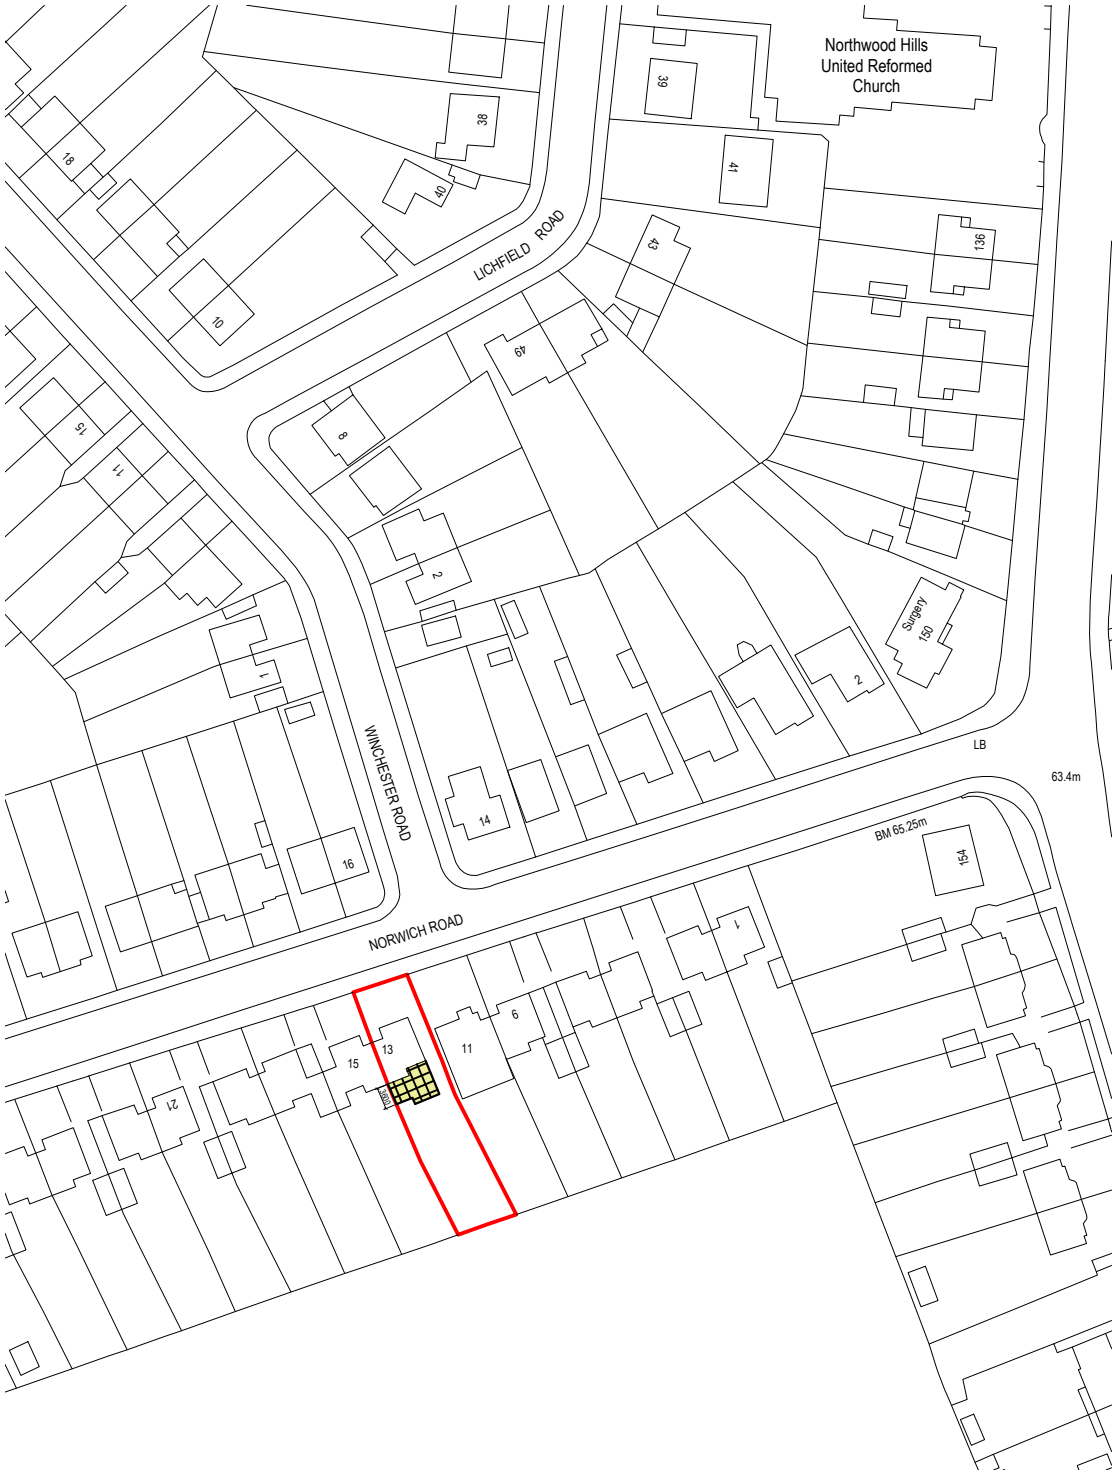 Northwood Hills
United Reformed
Church
39
38
18
41
40
43
136
LICHFIELD ROAD
10
49
8
15
11
2
Surgery
150
1
2
WINCHESTER ROAD
LB
63.4m
14
BM 65.25m
16
154
NORWICH ROAD
1
6
13
11
15
3600
21